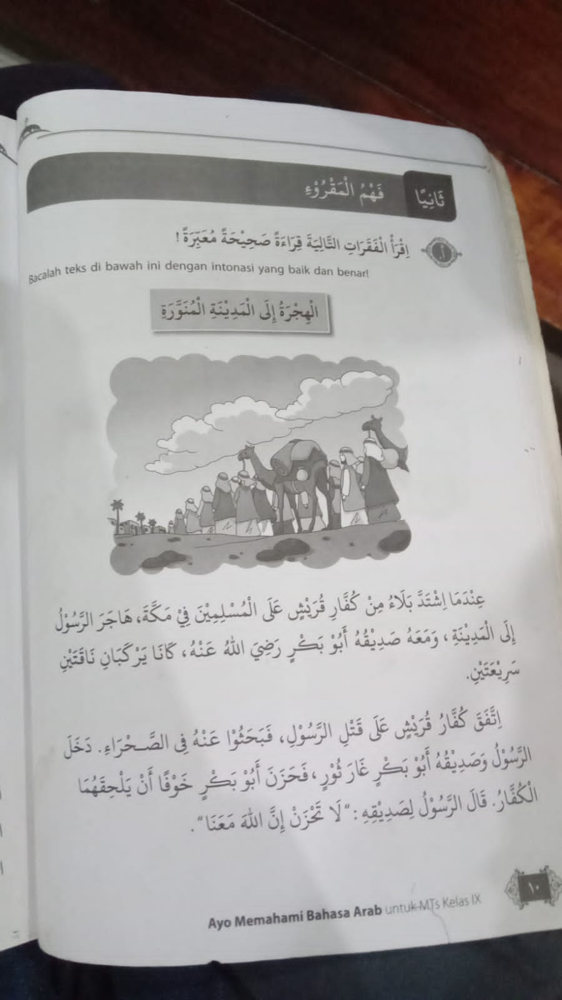 ثَانِيًا فَهْمُ الْمَقْرُوْءِ
أ. اِقْرَأْ الْفَقَرَاتِ التَّالِيَةَ قِرَاءَةً صَحِيْحَةً مُعَبِّرَةً !
Bacalah teks di bawah ini dengan intonasi yang baik dan benar!
الْهِجْرَةُ إِلَى الْمَدِيْنَةِ الْمُنَوَّرَةِ
عِنْدَمَا اِشْتَدَّ بَلَاءُ مِنْ كُفَّارِ قُرَيْشٍ عَلَى الْمُسْلِمِيْنَ فِيْ مَكَّةَ، هَاجَرَ الرَّسُوْلُ
إِلَى الْمَدِيْنَةِ، وَمَعَهُ صَدِيْقُهُ أَبُوْ بَكْرٍ رَضِيَ اللهُ عَنْهُ، كَانَا يَرْكَبَانِ نَاقَتَيْنِ
سَرِيْعَتَيْنِ.
اِتَّفَقَ كُفَّارُ قُرَيْشٍ عَلَى قَتْلِ الرَّسُوْلِ، فَبَحَثُوْا عَنْهُ فِى الصَّحْرَاءِ. دَخَلَ
الرَّسُوْلُ وَصَدِيْقُهُ أَبُوْ بَكْرٍ غَارَ ثُوْرٍ، فَحَزَنَ أَبُوْ بَكْرٍ خَوْفًا أَنْ يَلْحِقَهُمَا
الْكُفَّارُ. قَالَ الرَّسُوْلُ لِصَدِيْقِهِ : "لَا تَحْزَنْ إِنَّ اللهَ مَعَنَا".
١٠
Ayo Memahami Bahasa Arab untuk MTs Kelas IX